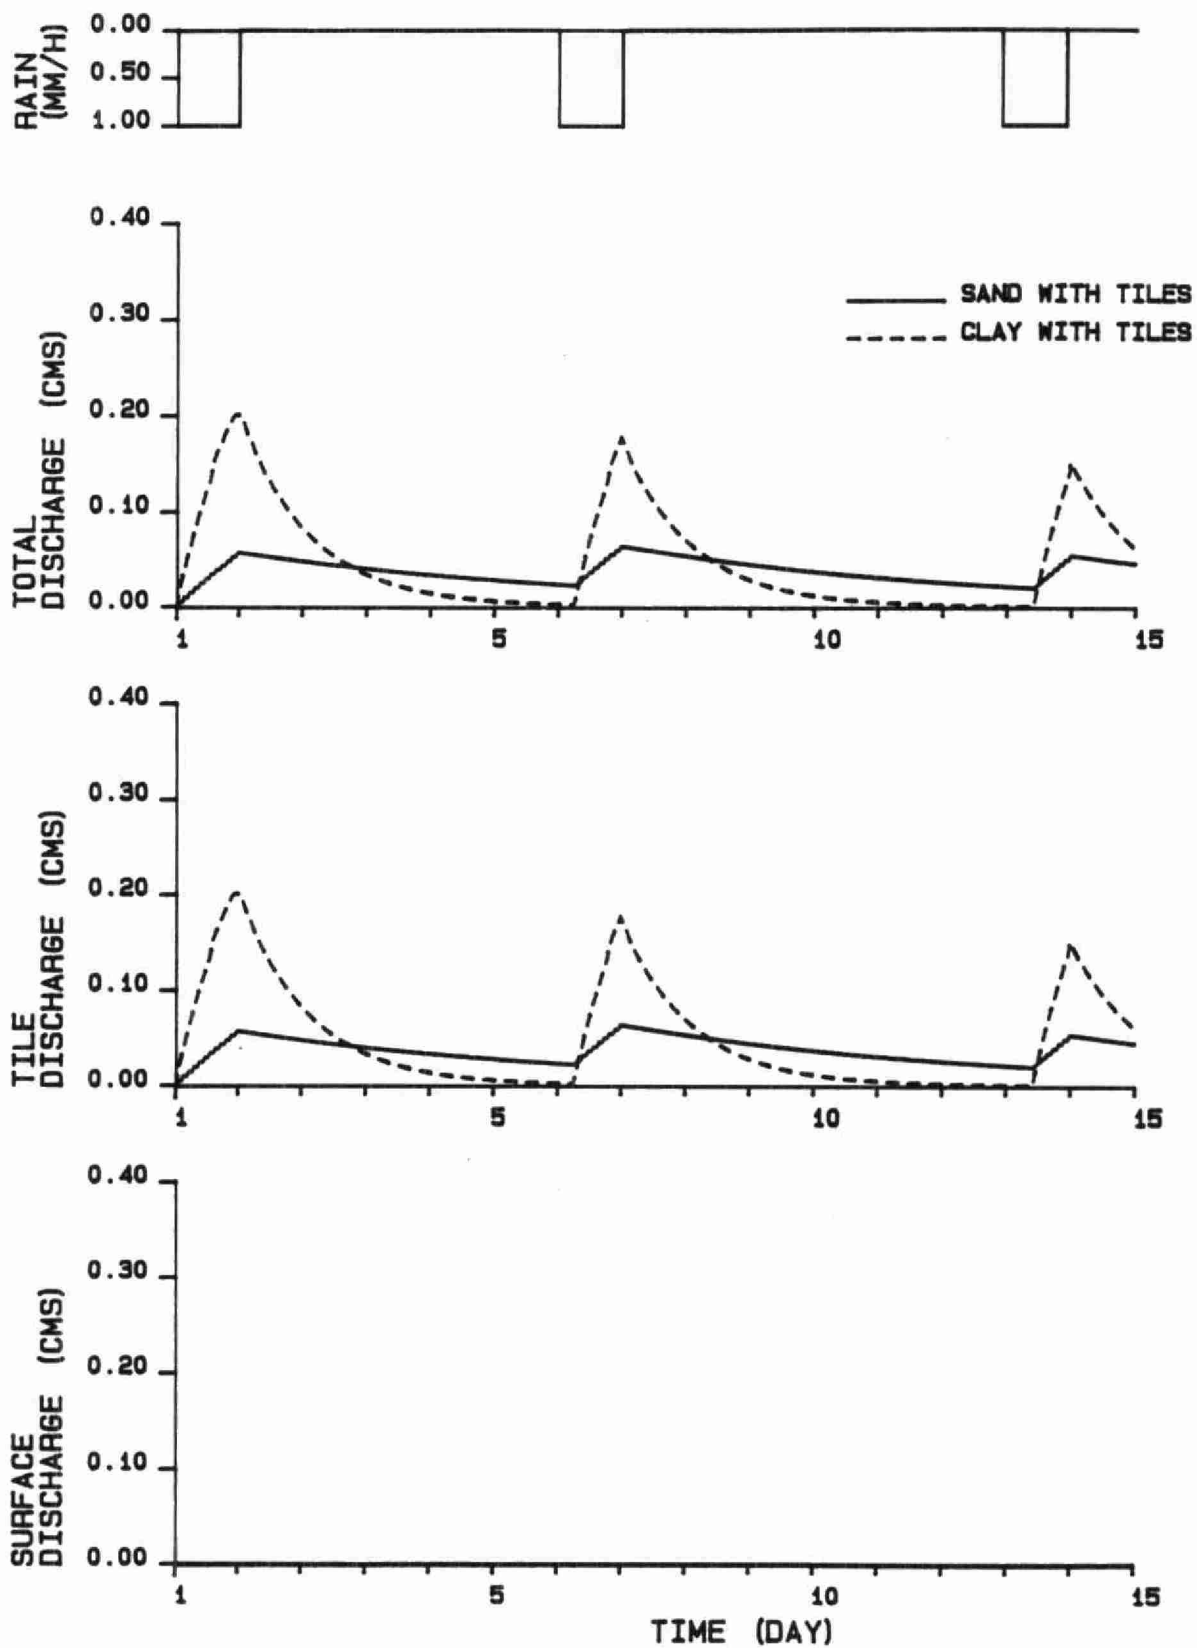 RAIN
(MM/H)
0.00
0.50
1.00
TOTAL
DISCHARGE (CMS)
0.40
0.30
0.20
0.10
0.00
SAND WITH TILES
CLAY WITH TILES
1 5 10 15
TILE
DISCHARGE (CMS)
0.40
0.30
0.20
0.10
0.00
1 5 10 15
SURFACE
DISCHARGE (CMS)
0.40
0.30
0.20
0.10
0.00
1 5 10 15
TIME (DAY)